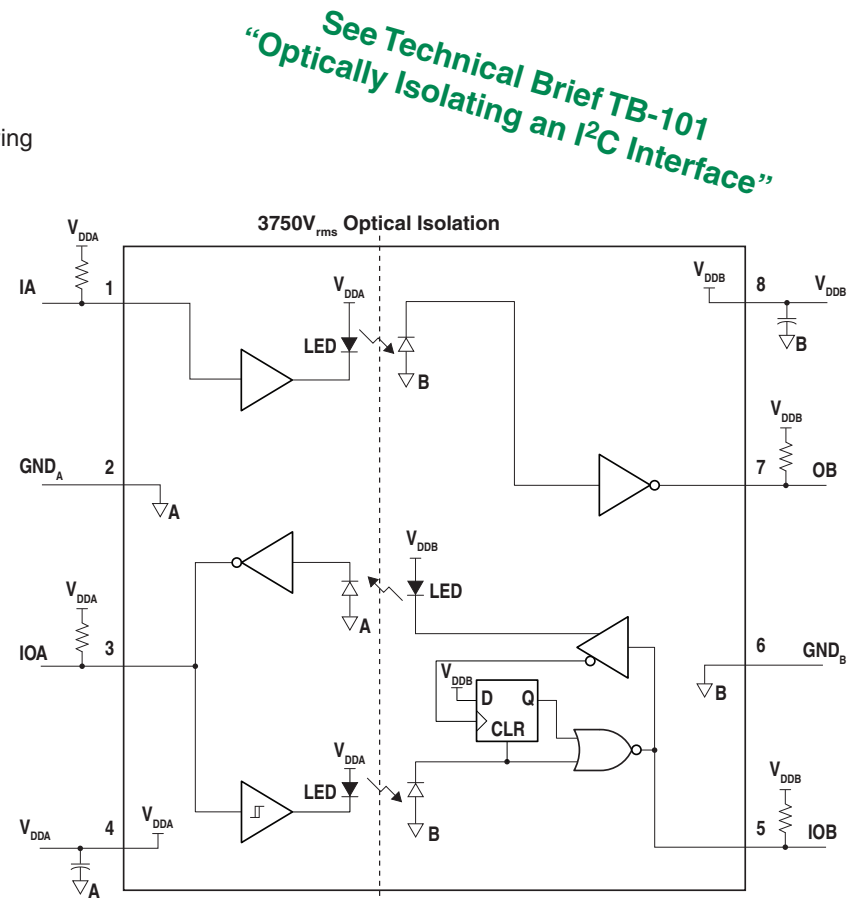 See Technical Brief TB-101
“Optically Isolating an I²C Interface”
ing
3750Vrms Optical Isolation
VDDA
IA
1
VDDA
LED
B
VDDB
8
VDDB
B
VDDB
7
OB
GNDA
2
A
VDDB
LED
A
VDDA
IOA
3
6
GNDB
B
VDDB
D
Q
CLR
VDDA
LED
B
VDDB
5
IOB
VDDA
4
VDDA
A